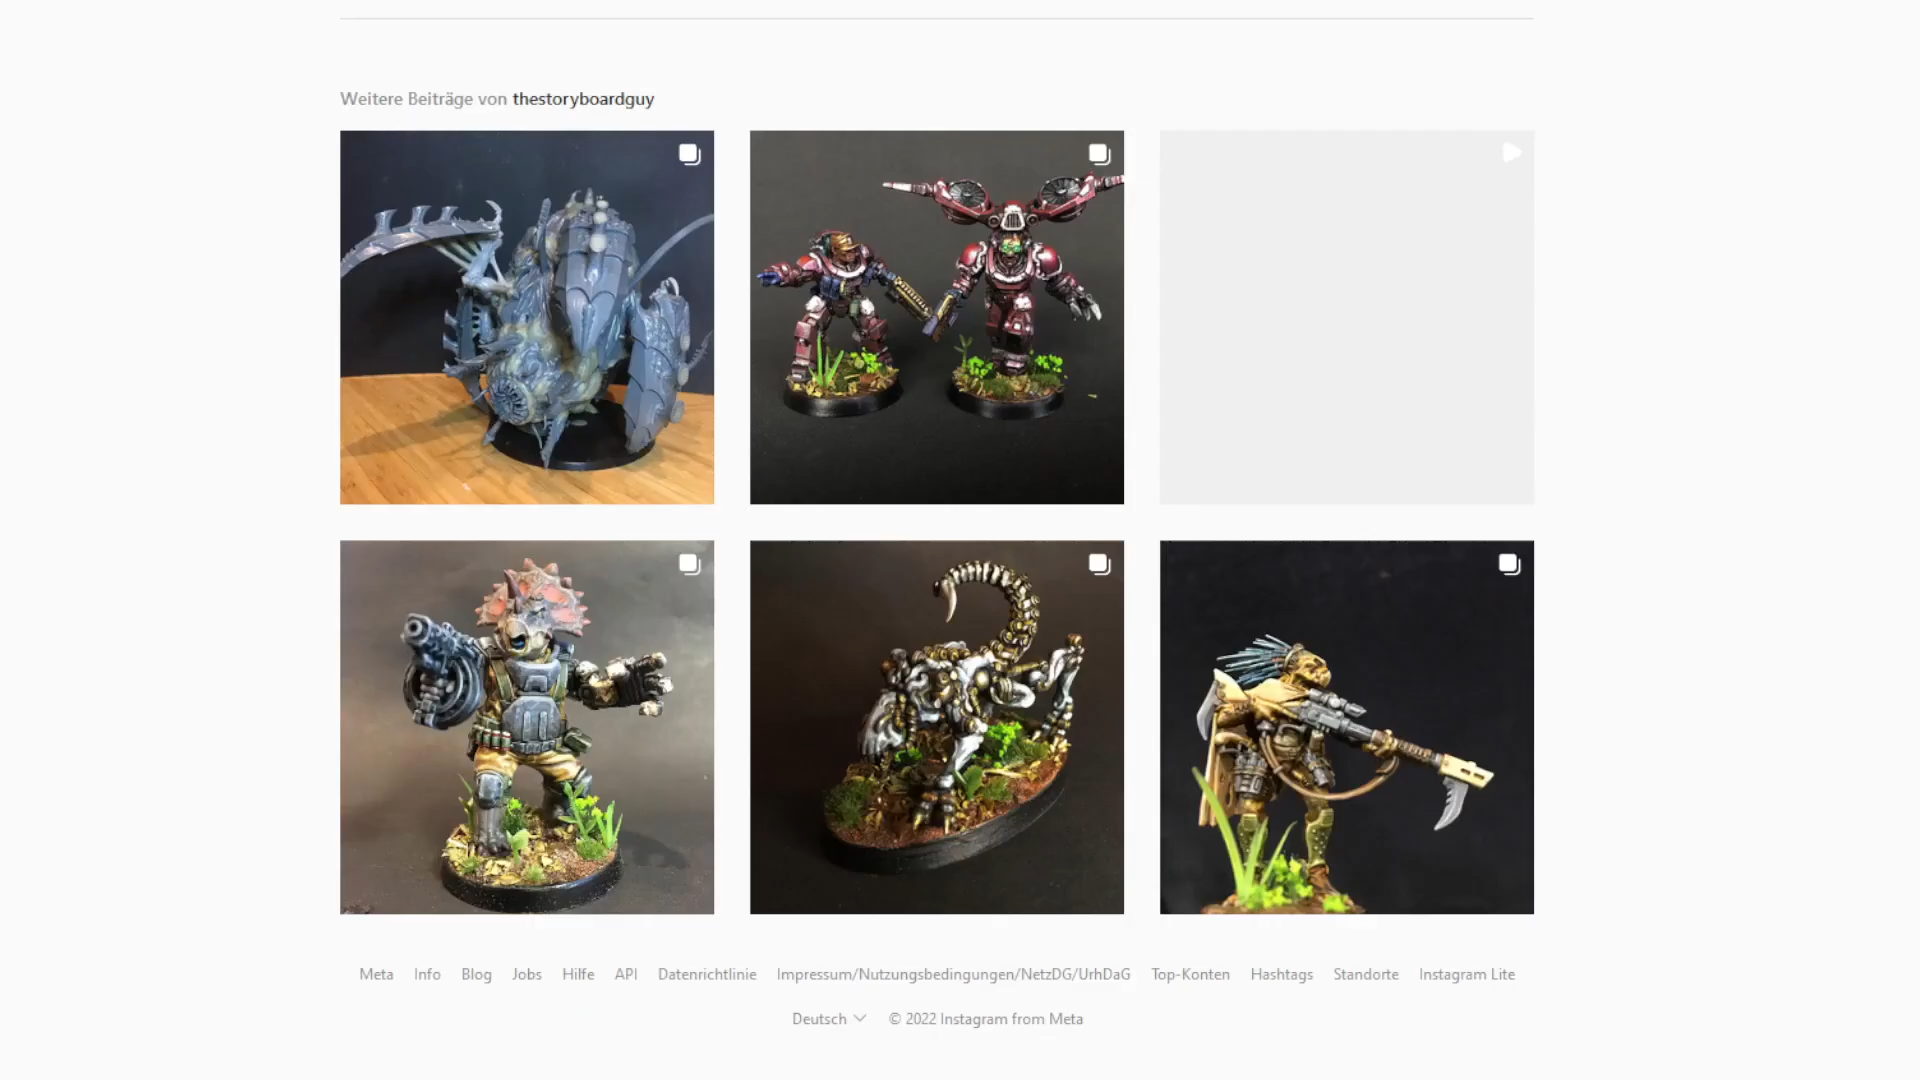 Weitere Beiträge von thestoryboardguy
Meta Info Blog Jobs Hilfe API Datenrichtlinie Impressum/Nutzungsbedingungen/NetzDG/UrhDaG Top-Konten Hashtags Standorte Instagram Lite
Deutsch © 2022 Instagram from Meta